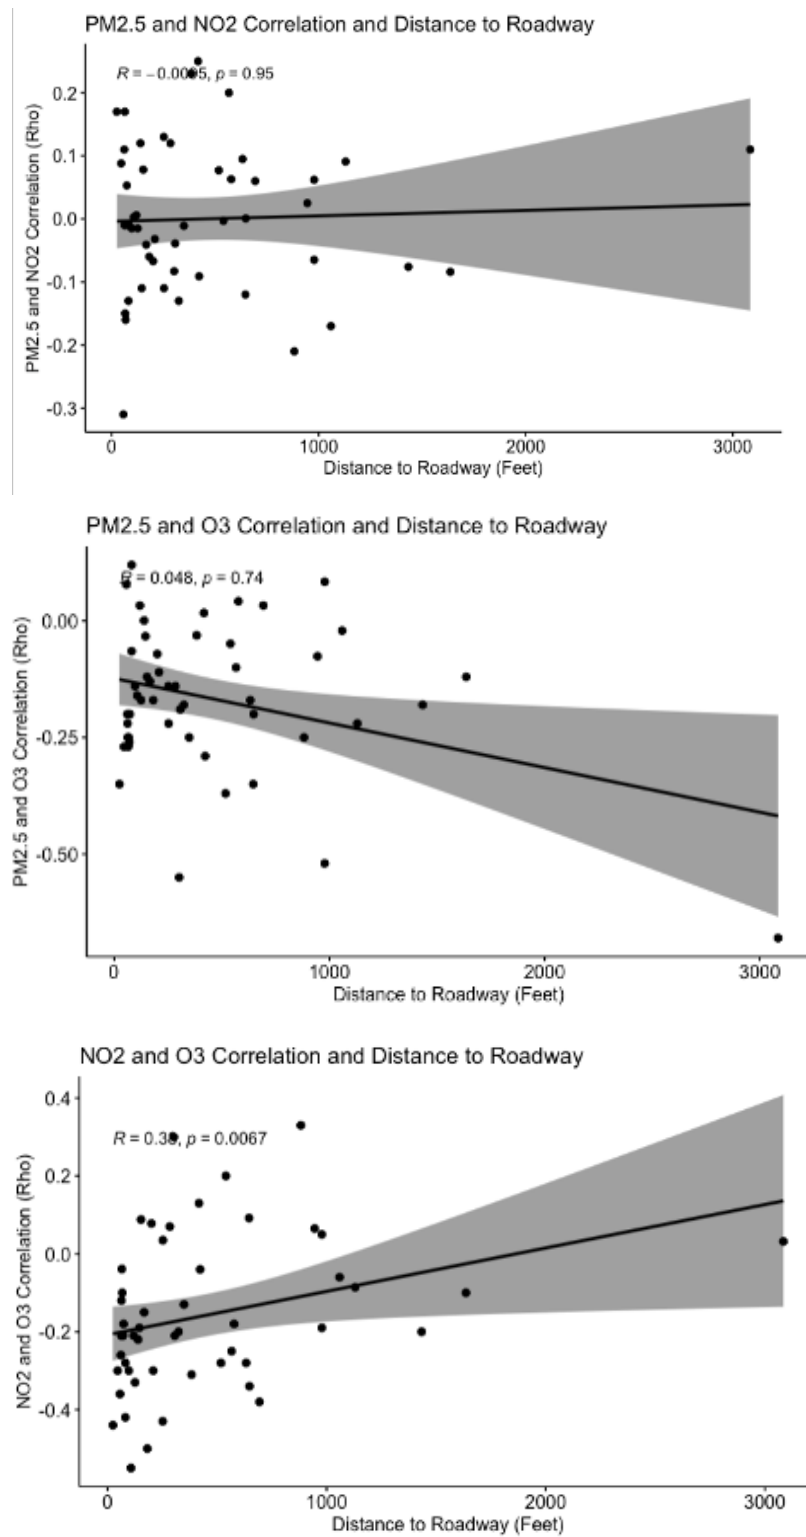 PM2.5 and NO2 Correlation and Distance to Roadway
R = −0.0095, p = 0.95
0.2
0.1
0.0
-0.1
-0.2
-0.3
PM2.5 and NO2 Correlation (Rho)
0
1000
2000
3000
Distance to Roadway (Feet)
PM2.5 and O3 Correlation and Distance to Roadway
R = 0.048, p = 0.74
0.00
-0.25
-0.50
PM2.5 and O3 Correlation (Rho)
0
1000
2000
3000
Distance to Roadway (Feet)
NO2 and O3 Correlation and Distance to Roadway
p = 0.0067
0.4
0.2
0.0
-0.2
-0.4
NO2 and O3 Correlation (Rho)
0
1000
2000
3000
Distance to Roadway (Feet)